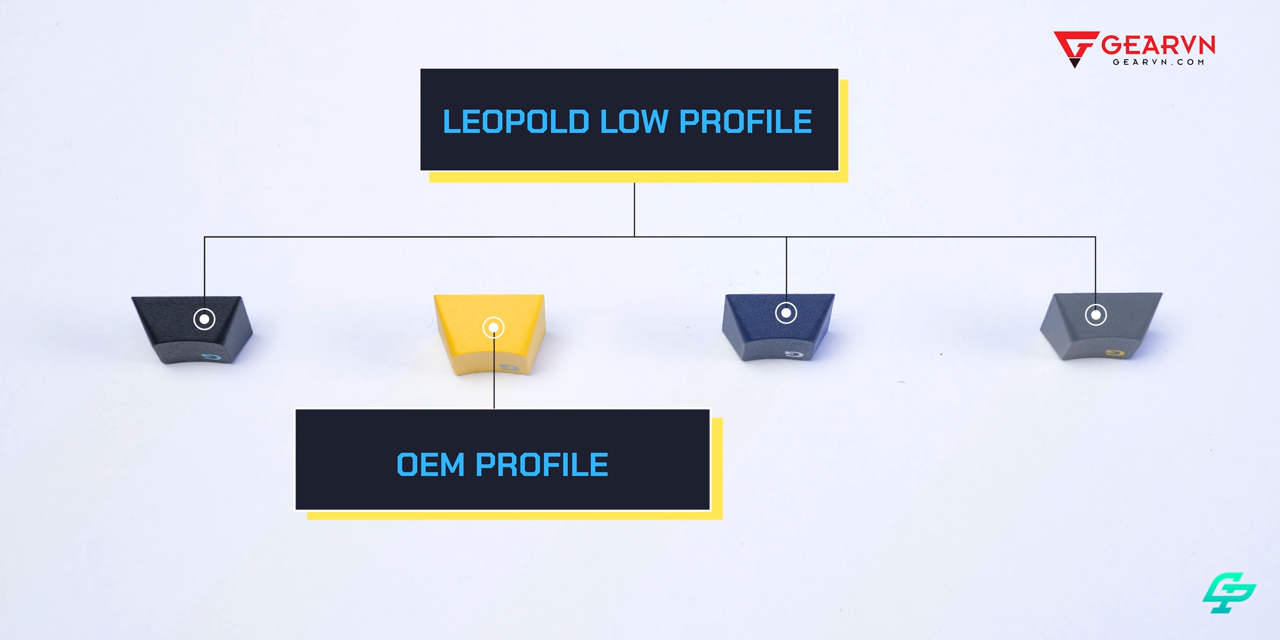 GEARVN
GEARVN.COM
LEOPOLD LOW PROFILE
G
G
G
G
OEM PROFILE